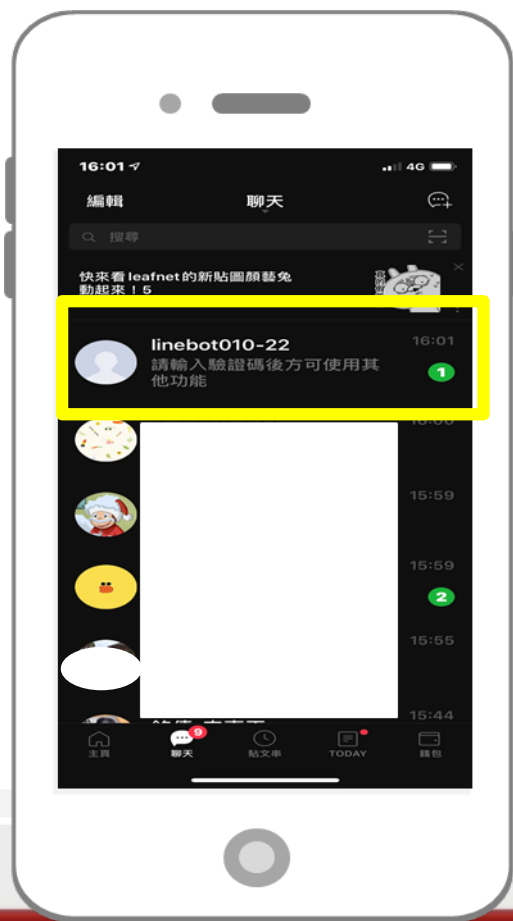 16:01
4G
編輯
聊天
搜尋
快來看leafnet的新貼圖顏藝兔
動起來！5
linebot010-22
16:01
請輸入驗證碼後方可使用其
他功能
1
15:59
15:59
2
15:55
15:44
9
主頁
聊天
貼文串
TODAY
錢包